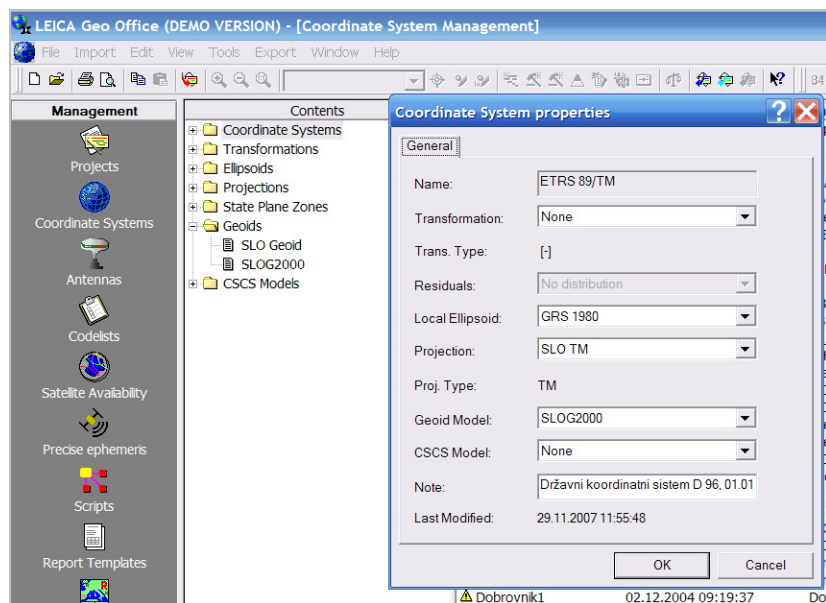 LEICA Geo Office (DEMO VERSION) - [Coordinate System Management]
File Import Edit View Tools Export Window Help
84
Management
Projects
Coordinate Systems
Antennas
Codelists
Satellite Availability
Precise ephemeris
Scripts
Report Templates
Contents
Coordinate Systems
Transformations
Ellipsoids
Projections
State Plane Zones
Geoids
SLO Geoid
SLOG2000
CSCS Models
Coordinate System properties
General
Name: ETRS 89/TM
Transformation: None
Trans. Type: [-]
Residuals: No distribution
Local Ellipsoid: GRS 1980
Projection: SLO TM
Proj. Type: TM
Geoid Model: SLOG2000
CSCS Model: None
Note: Državni koordinatni sistem D 96, 01.01
Last Modified: 29.11.2007 11:55:48
OK Cancel
Dobrovnik1 02.12.2004 09:19:37 Do